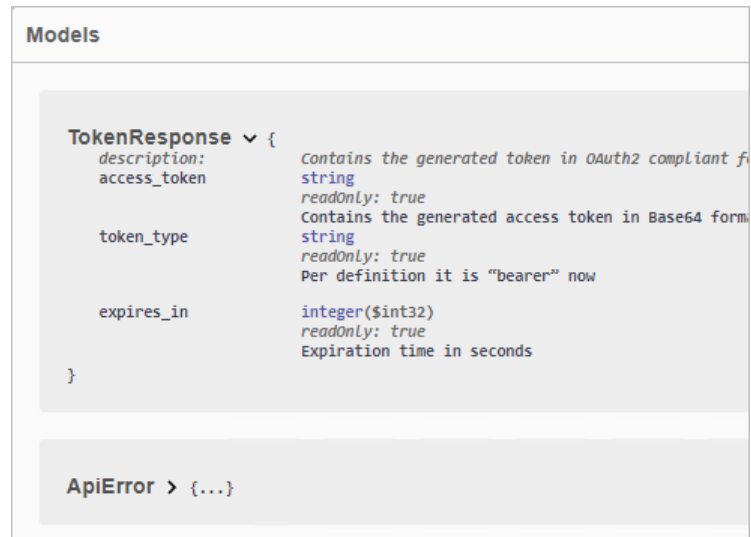 Models
TokenResponse {
description: Contains the generated token in OAuth2 compliant
access_token string
readOnly: true
Contains the generated access token in Base64
token_type string
readOnly: true
Per definition it is “bearer” now
expires_in integer($int32)
readOnly: true
Expiration time in seconds
}
ApiError > {...}